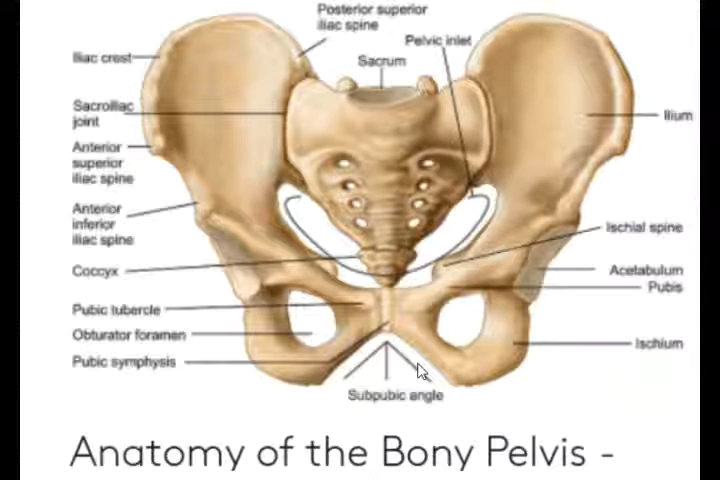 Posterior superior
iliac spine
Pelvic inlet
Iliac crest
Sacrum
Sacroiliac
joint
Ilium
Anterior
superior
iliac spine
Anterior
inferior
iliac spine
Ischial spine
Coccyx
Acetabulum
Pubis
Pubic tubercle
Obturator foramen
Ischium
Pubic symphysis
Subpubic angle
Anatomy of the Bony Pelvis -